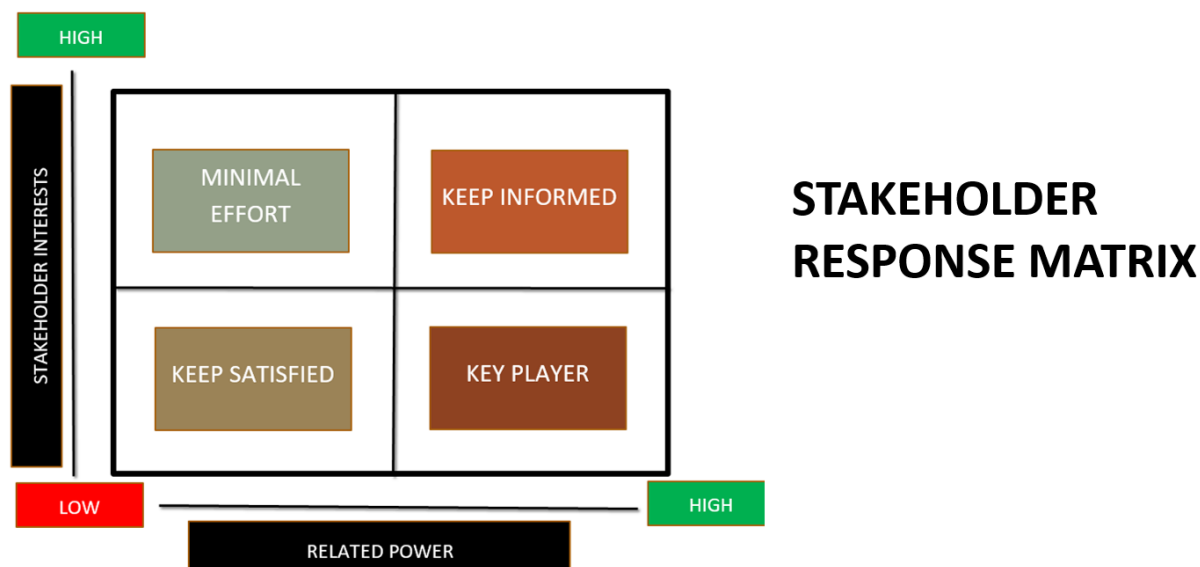 HIGH
STAKEHOLDER INTERESTS
MINIMAL
EFFORT
KEEP INFORMED
STAKEHOLDER
RESPONSE MATRIX
KEEP SATISFIED
KEY PLAYER
LOW
HIGH
RELATED POWER